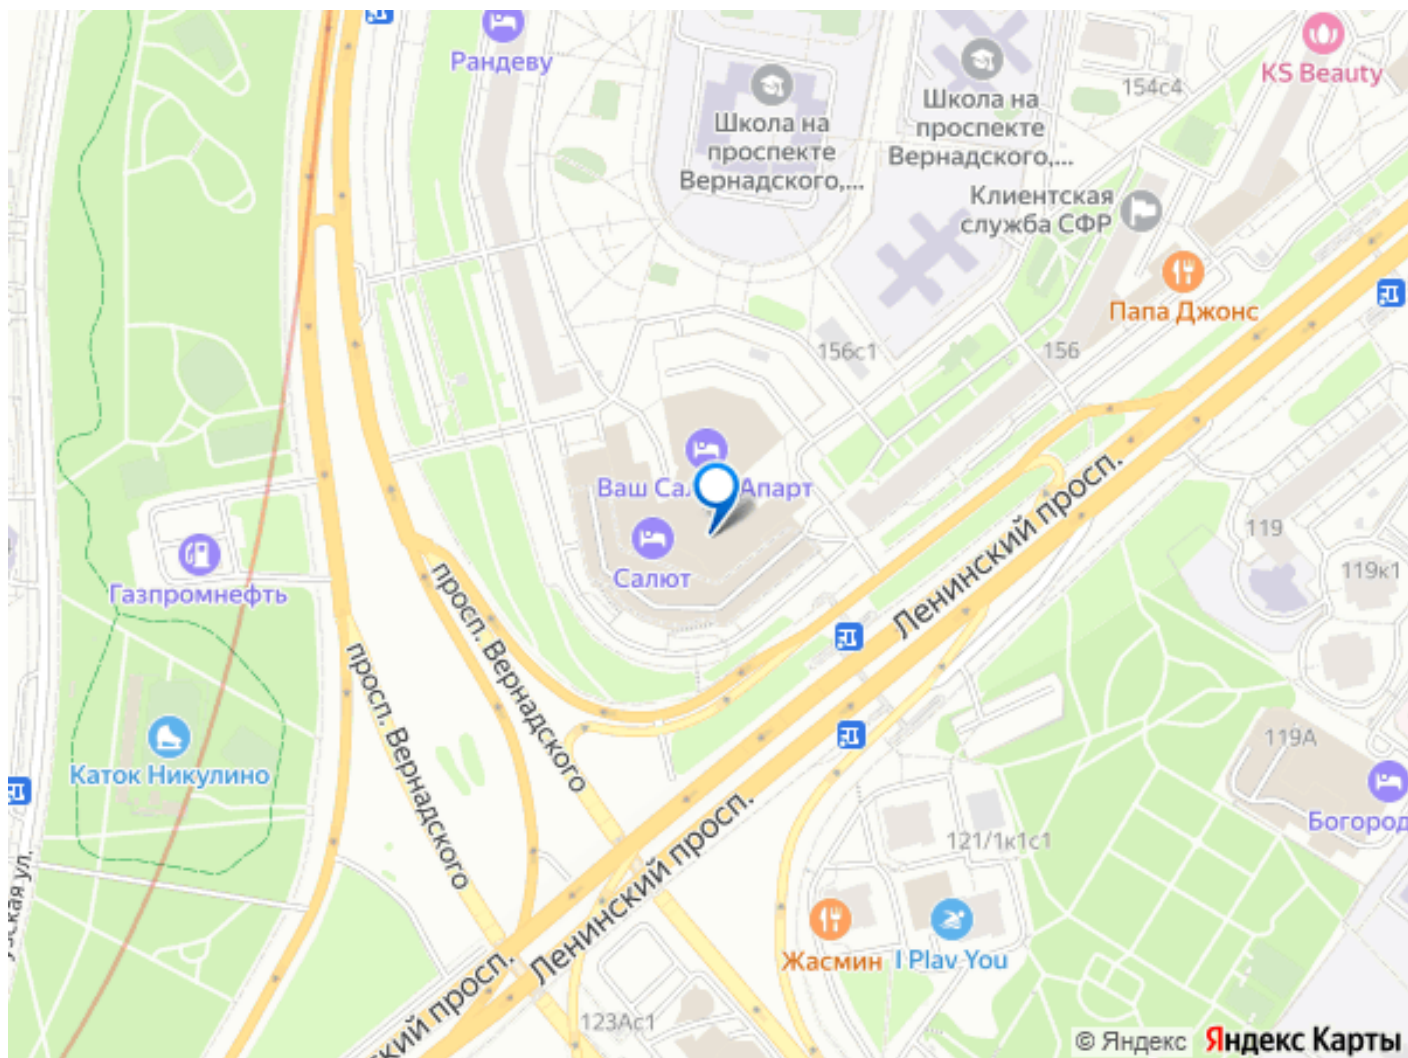 Рандеву
Школа на
проспекте
Вернадского,...
Школа на
проспекте
Вернадского,...
154с4
KS Beauty
Клиентская
служба СФР
Папа Джонс
156с1
156
Ваш Сал Апарт
Салют
Газпромнефть
просп. Вернадского
просп. Вернадского
Ленинский просп.
119
119к1
Каток Никулино
119А
Богород
121/1к1с1
Ленинский просп.
Жасмин
I Play You
ский просп.
123Ас1
© Яндекс
Яндекс Карты